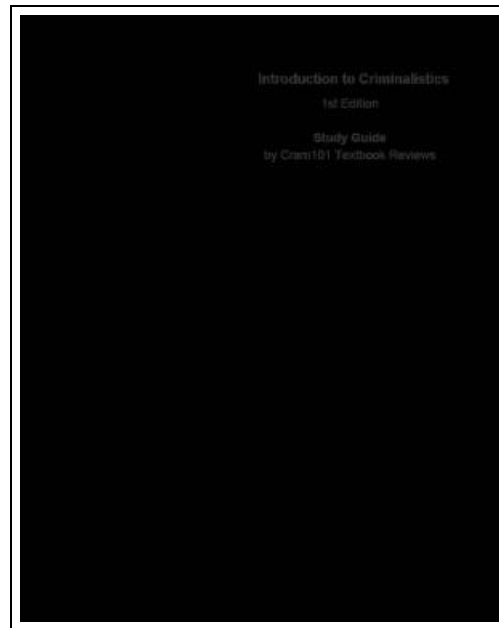 Introduction to Criminalistics
1st Edition
Study Guide
by Cram101 Textbook Reviews